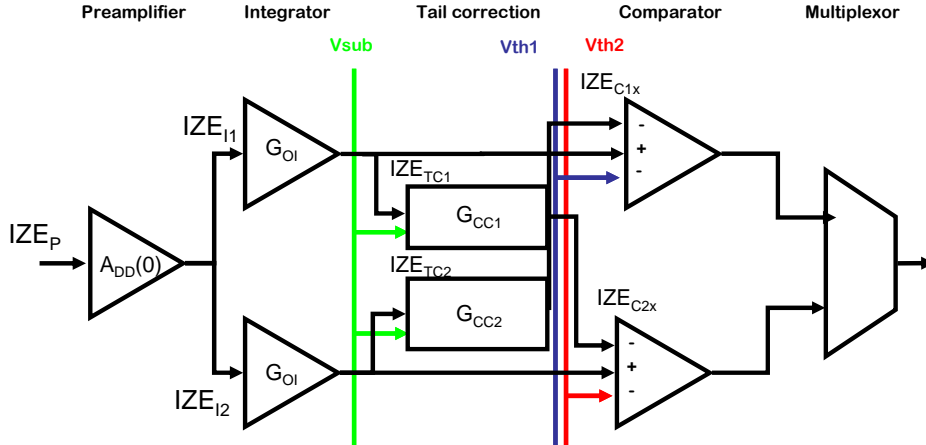 Preamplifier Integrator Tail correction Comparator Multiplexor
Vsub Vth1 Vth2
IZE_C1x
-
+
-
IZE_I1
G_OI
IZE_TC1
G_CC1
IZE_P
A_DD(0)
IZE_TC2
G_CC2
IZE_C2x
-
+
-
G_OI
IZE_I2